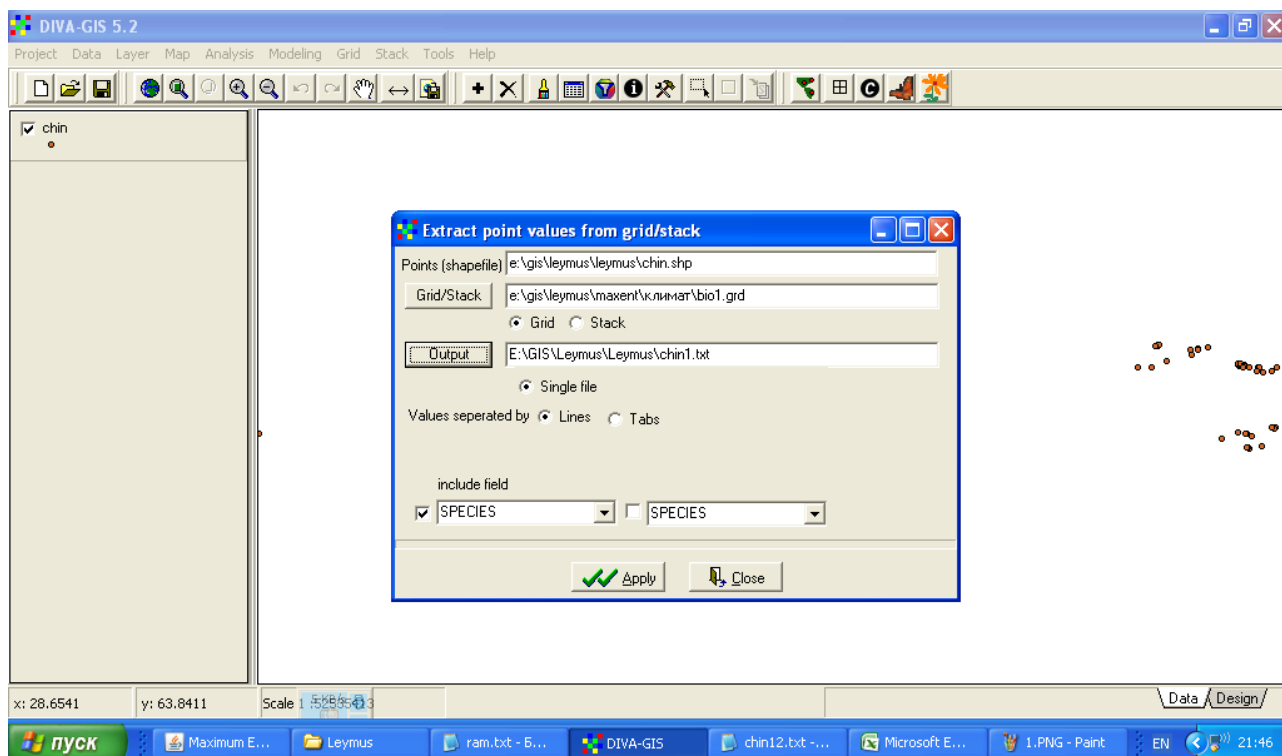 DIVA-GIS 5.2
Project Data Layer Map Analysis Modeling Grid Stack Tools Help
chin
Extract point values from grid/stack
Points (shapefile) e:\gis\leymus\leymus\chin.shp
Grid/Stack e:\gis\leymus\maxent\климат\bio1.grd
Grid Stack
Output E:\GIS\Leymus\Leymus\chin1.txt
Single file
Values seperated by Lines Tabs
include field
SPECIES SPECIES
Apply Close
x: 28.6541 y: 63.8411 Scale 1 Data Design
пуск Maximum E... Leymus ram.txt - Б... DIVA-GIS chin12.txt -... Microsoft E... 1.PNG - Paint EN 21:46